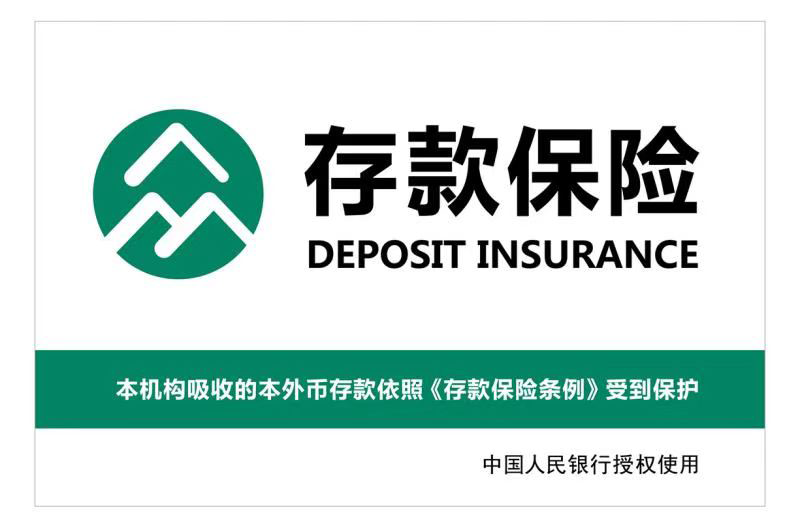 存款保险
DEPOSIT INSURANCE
本机构吸收的本外币存款依照《存款保险条例》受到保护
中国人民银行授权使用